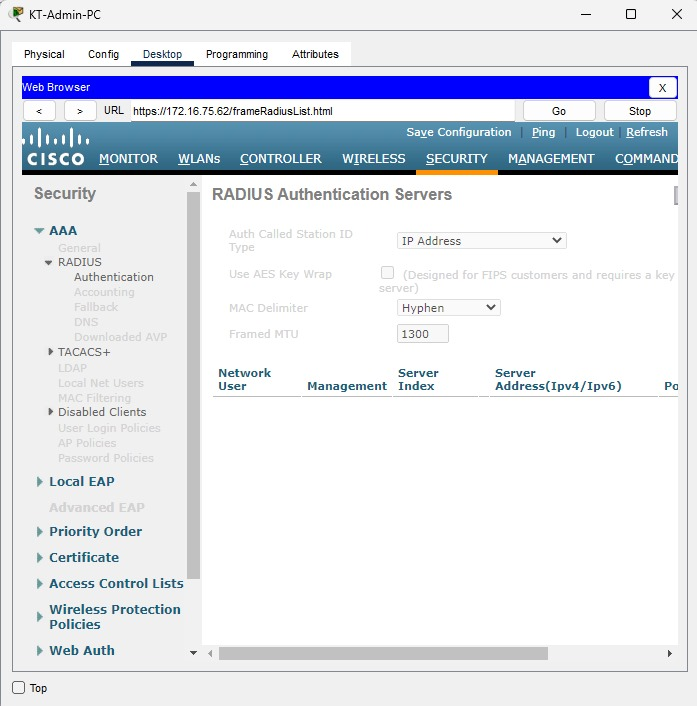 KT-Admin-PC
Physical Config Desktop Programming Attributes
Web Browser X
< > URL https://172.16.75.62/frameRadiusList.html Go Stop
Save Configuration | Ping | Logout | Refresh
CISCO MONITOR WLANs CONTROLLER WIRELESS SECURITY MANAGEMENT COMMAND
Security
AAA
General
RADIUS
Authentication
Accounting
Fallback
DNS
Downloaded AVP
TACACS+
LDAP
Local Net Users
MAC Filtering
Disabled Clients
User Login Policies
AP Policies
Password Policies
Local EAP
Advanced EAP
Priority Order
Certificate
Access Control Lists
Wireless Protection
Policies
Web Auth
RADIUS Authentication Servers
Auth Called Station ID
Type
IP Address
Use AES Key Wrap
(Designed for FIPS customers and requires a key
server)
MAC Delimiter Hyphen
Framed MTU 1300
Network
User
Management
Server
Index
Server
Address(Ipv4/Ipv6)
Po
Top